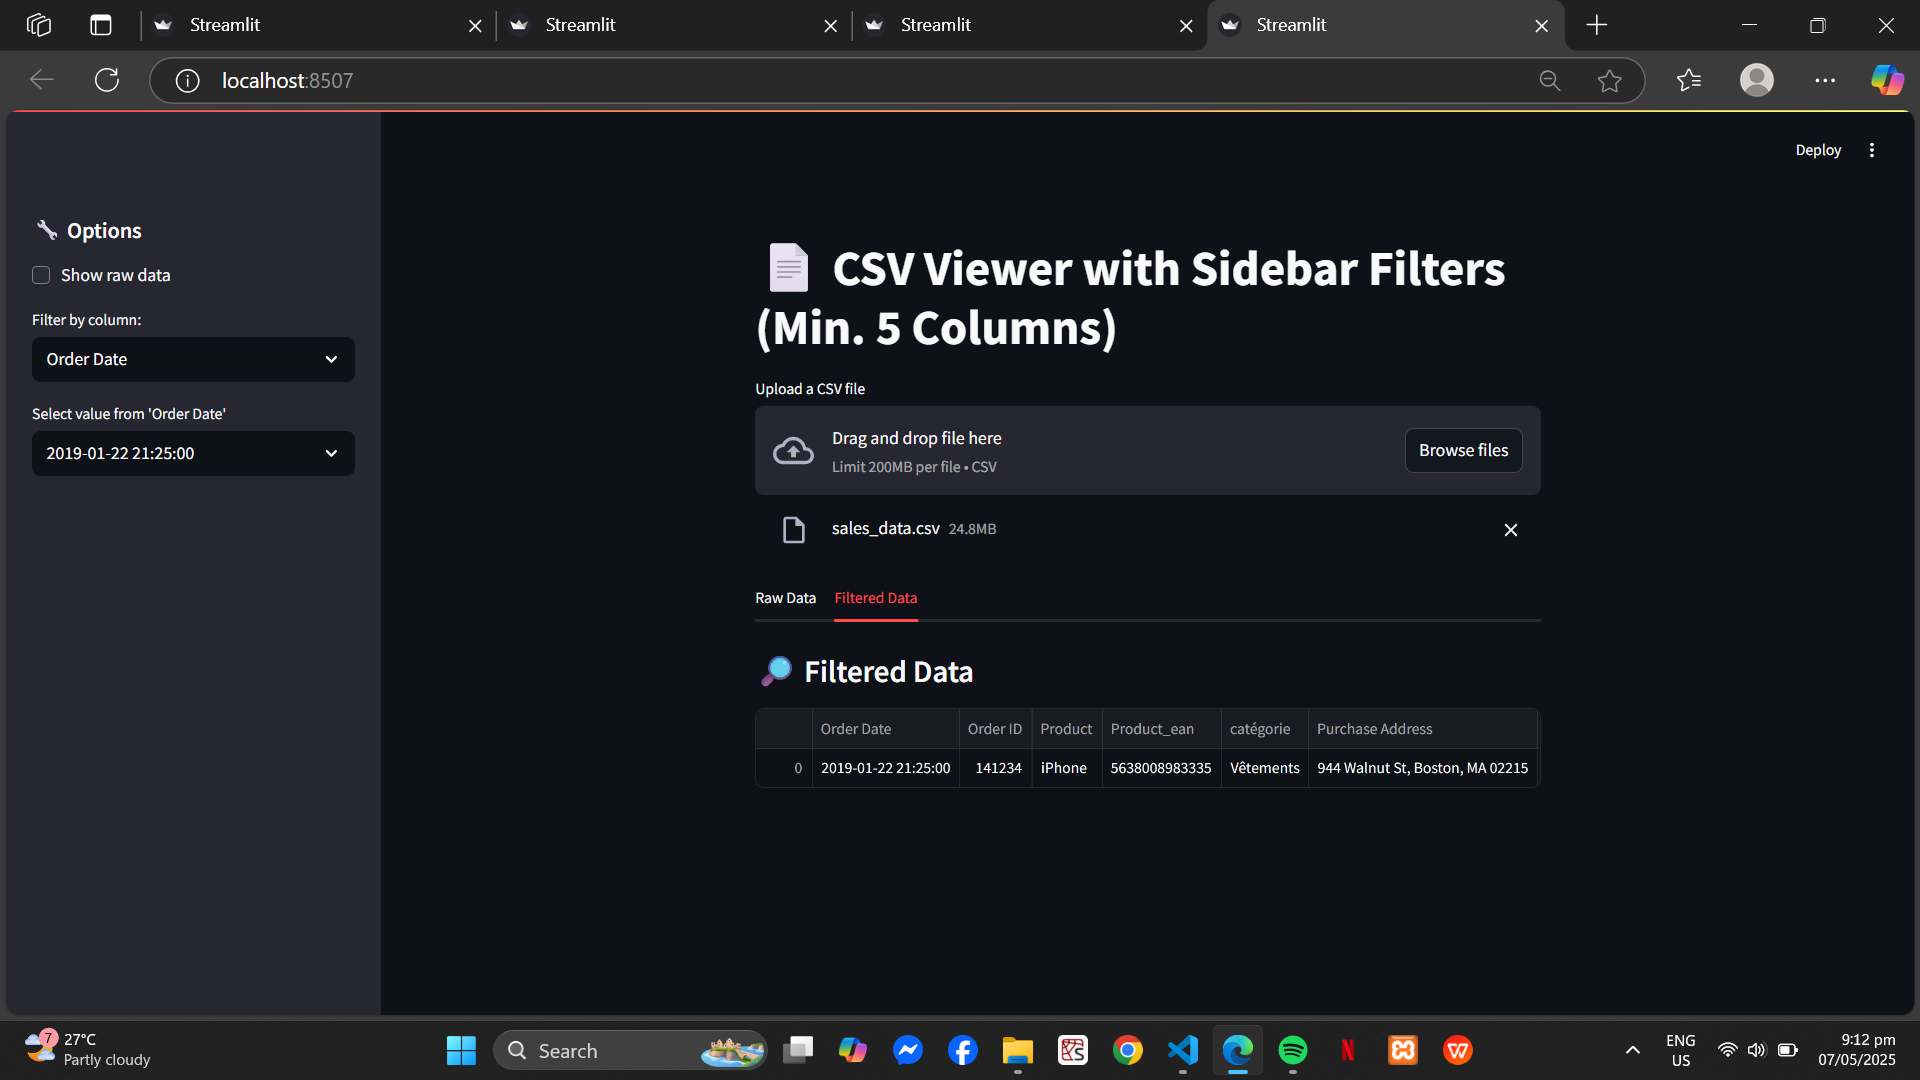 Streamlit
Streamlit
Streamlit
Streamlit
localhost:8507
Deploy
Options
Show raw data
Filter by column:
Order Date
Select value from 'Order Date'
2019-01-22 21:25:00
CSV Viewer with Sidebar Filters
(Min. 5 Columns)
Upload a CSV file
Drag and drop file here
Limit 200MB per file • CSV
Browse files
sales_data.csv 24.8MB
Raw Data Filtered Data
Filtered Data
Order Date Order ID Product Product_ean catégorie Purchase Address
0 2019-01-22 21:25:00 141234 iPhone 5638008983335 Vêtements 944 Walnut St, Boston, MA 02215
7
27°C
Partly cloudy
Search
ENG
US
9:12 pm
07/05/2025